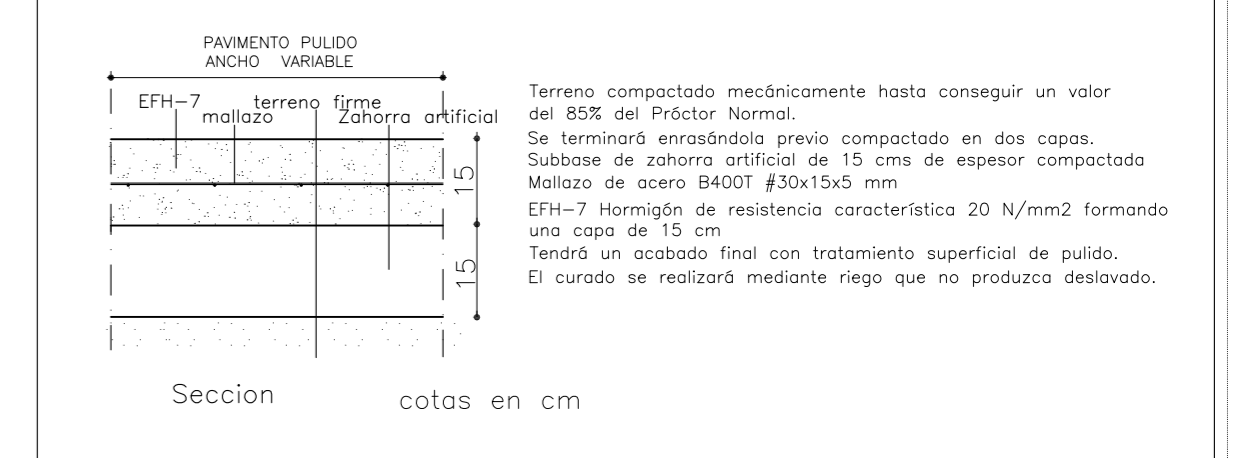 PAVIMENTO PULIDO
ANCHO VARIABLE
EFH-7 terreno firme
mallazo Zahorra artificial
15
15
Terreno compactado mecánicamente hasta conseguir un valor
del 85% del Próctor Normal.
Se terminará enrasándola previo compactado en dos capas.
Subbase de zahorra artificial de 15 cms de espesor compactada
Mallazo de acero B400T #30x15x5 mm
EFH-7 Hormigón de resistencia característica 20 N/mm2 formando
una capa de 15 cm
Tendrá un acabado final con tratamiento superficial de pulido.
El curado se realizará mediante riego que no produzca deslavado.
Seccion
cotas en cm